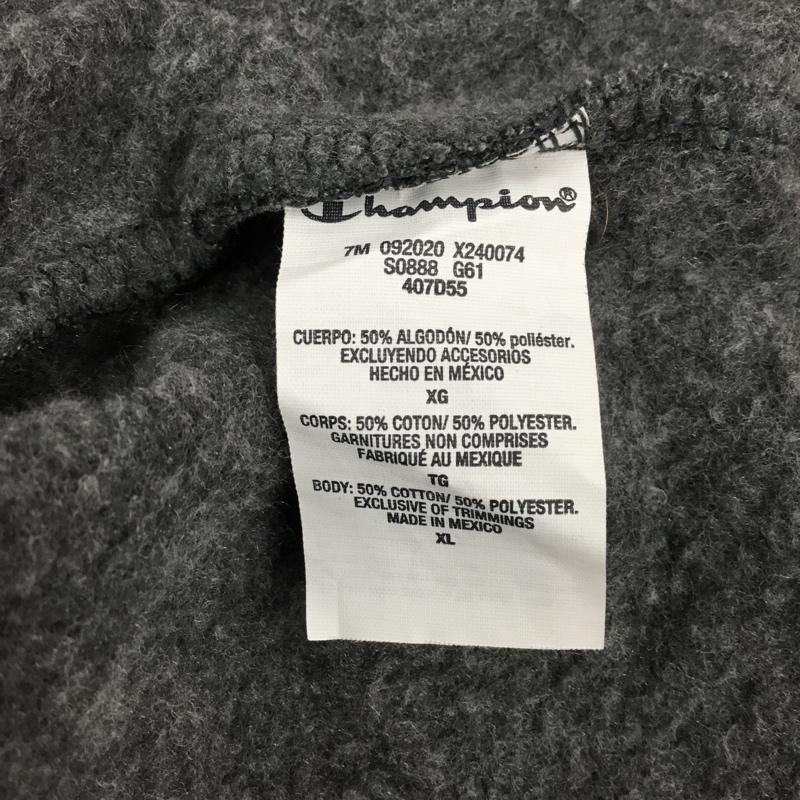 Champion®
7M 092020 X240074
S0888 G61
407D55
CUERPO: 50% ALGODÓN/ 50% poliéster.
EXCLUYENDO ACCESORIOS
HECHO EN MÉXICO
XG
CORPS: 50% COTON/ 50% POLYESTER.
GARNITURES NON COMPRISES
FABRIQUÉ AU MEXIQUE
TG
BODY: 50% COTTON/ 50% POLYESTER.
EXCLUSIVE OF TRIMMINGS
MADE IN MEXICO
XL